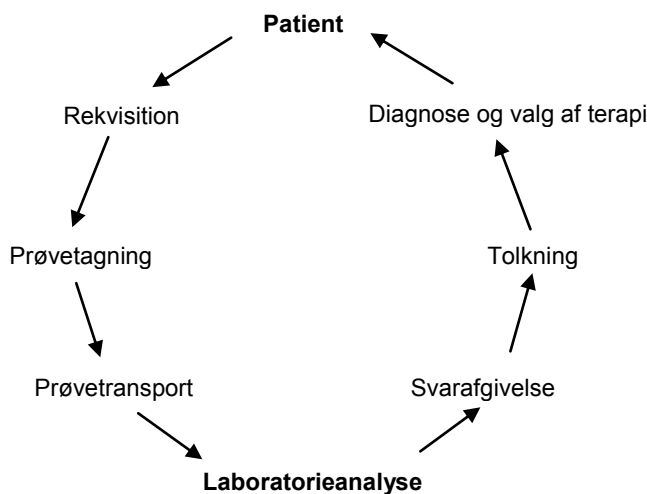 Patient
Rekvisition
Diagnose og valg af terapi
Prøvetagning
Tolkning
Prøvetransport
Svarafgivelse
Laboratorieanalyse